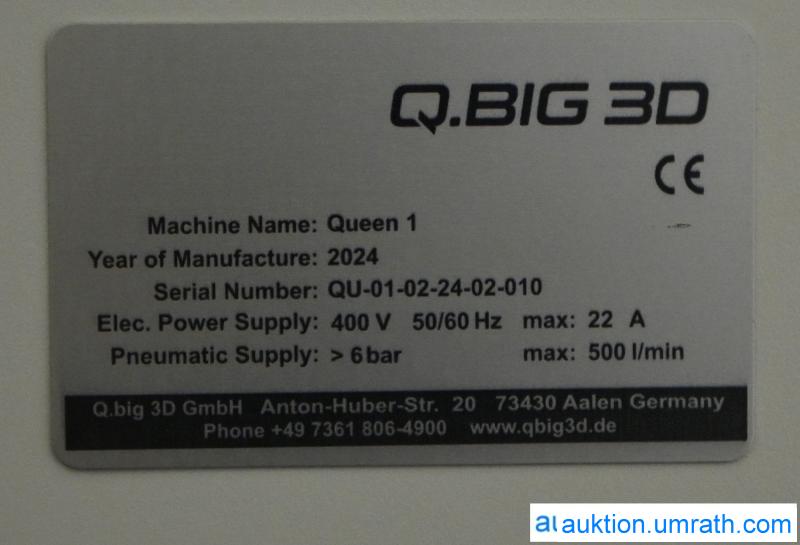 Q.BIG 3D
CE
Machine Name: Queen 1
Year of Manufacture: 2024
Serial Number: QU-01-02-24-02-010
Elec. Power Supply: 400 V 50/60 Hz max: 22 A
Pneumatic Supply: > 6 bar max: 500 l/min
Q.big 3D GmbH Anton-Huber-Str. 20 73430 Aalen Germany
Phone +49 7361 806-4900 www.qbig3d.de
auktion.umrath.com